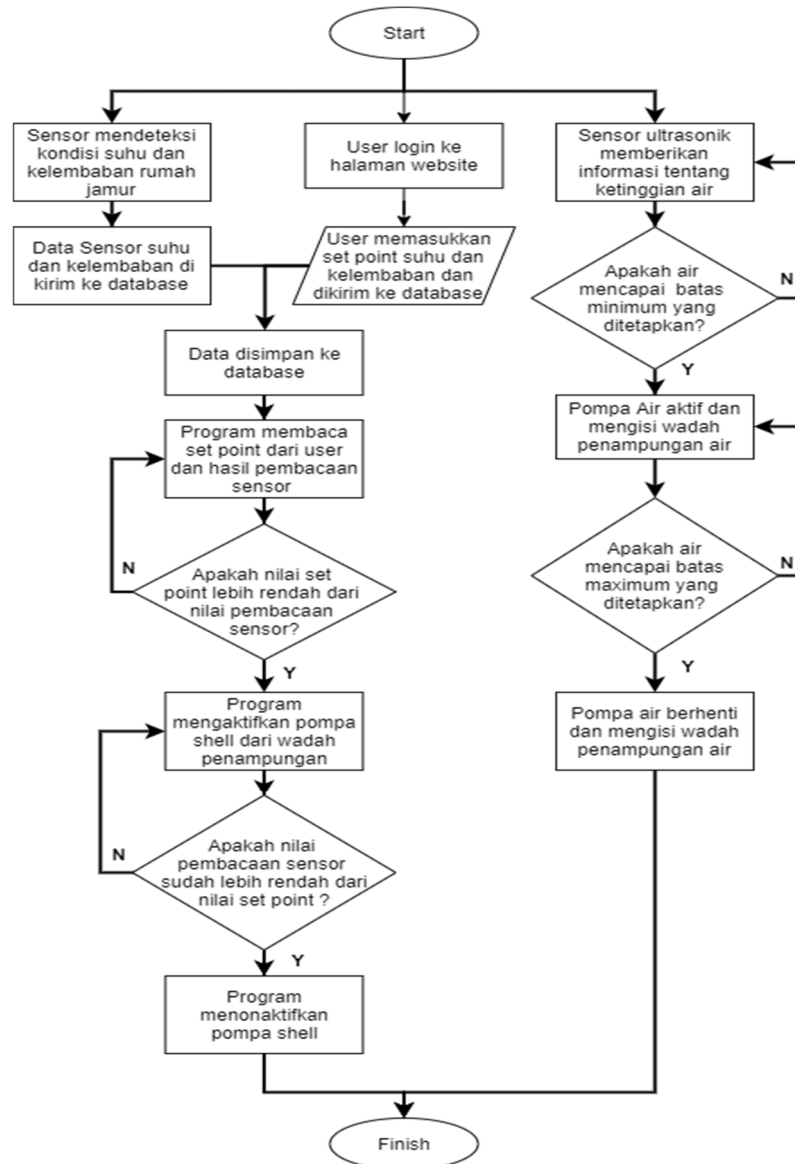 Start
Sensor mendeteksi
kondisi suhu dan
kelembaban rumah
jamur
User login ke
halaman website
Sensor ultrasonik
memberikan
informasi tentang
ketinggian air
Data Sensor suhu
dan kelembaban di
kirim ke database
User memasukkan
set point suhu dan
kelembaban dan
dikirim ke database
Apakah air
mencapai batas
minimum yang
ditetapkan?
N
Y
Data disimpan ke
database
Program membaca
set point dari user
dan hasil pembacaan
sensor
Pompa Air aktif dan
mengisi wadah
penampungan air
Apakah nilai set
point lebih rendah dari
nilai pembacaan
sensor?
N
Y
Apakah air
mencapai batas
maximum yang
ditetapkan?
N
Y
Program
mengaktifkan pompa
shell dari wadah
penampungan
Pompa air berhenti
dan mengisi wadah
penampungan air
Apakah nilai
pembacaan sensor
sudah lebih rendah dari
nilai set point ?
N
Y
Program
menonaktifkan
pompa shell
Finish